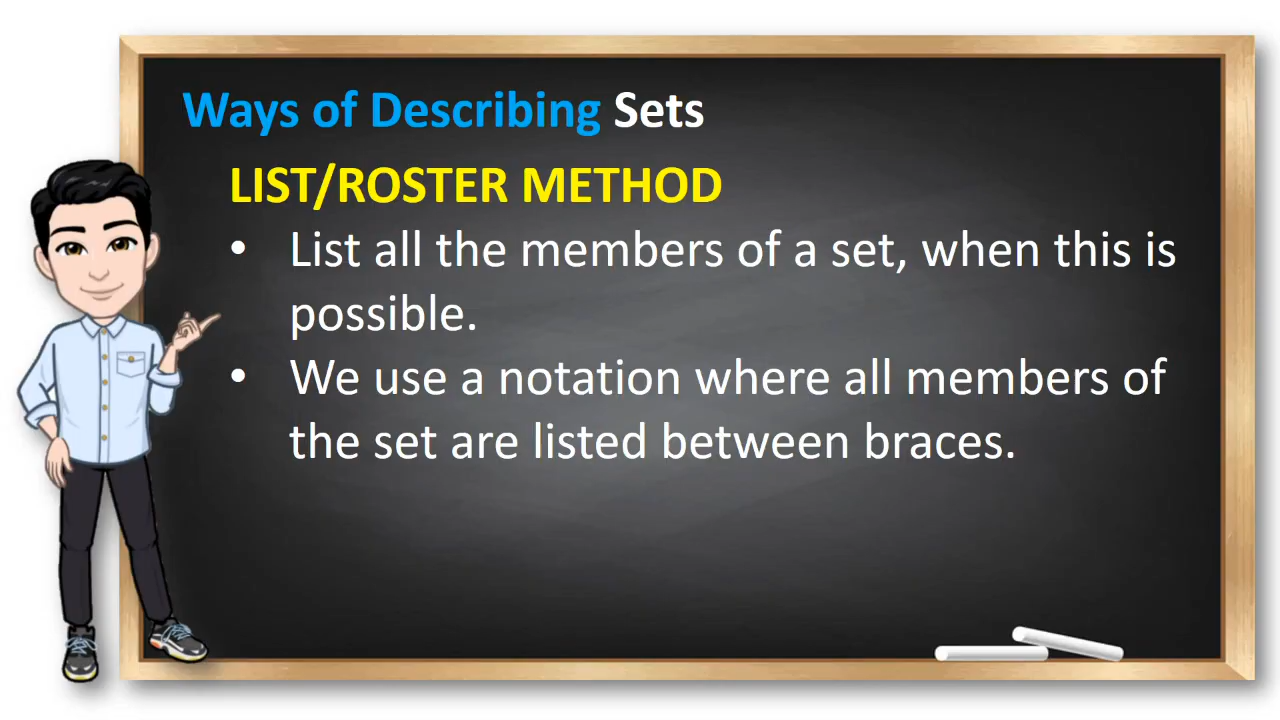 Ways of Describing Sets
LIST/ROSTER METHOD
• List all the members of a set, when this is
possible.
• We use a notation where all members of
the set are listed between braces.